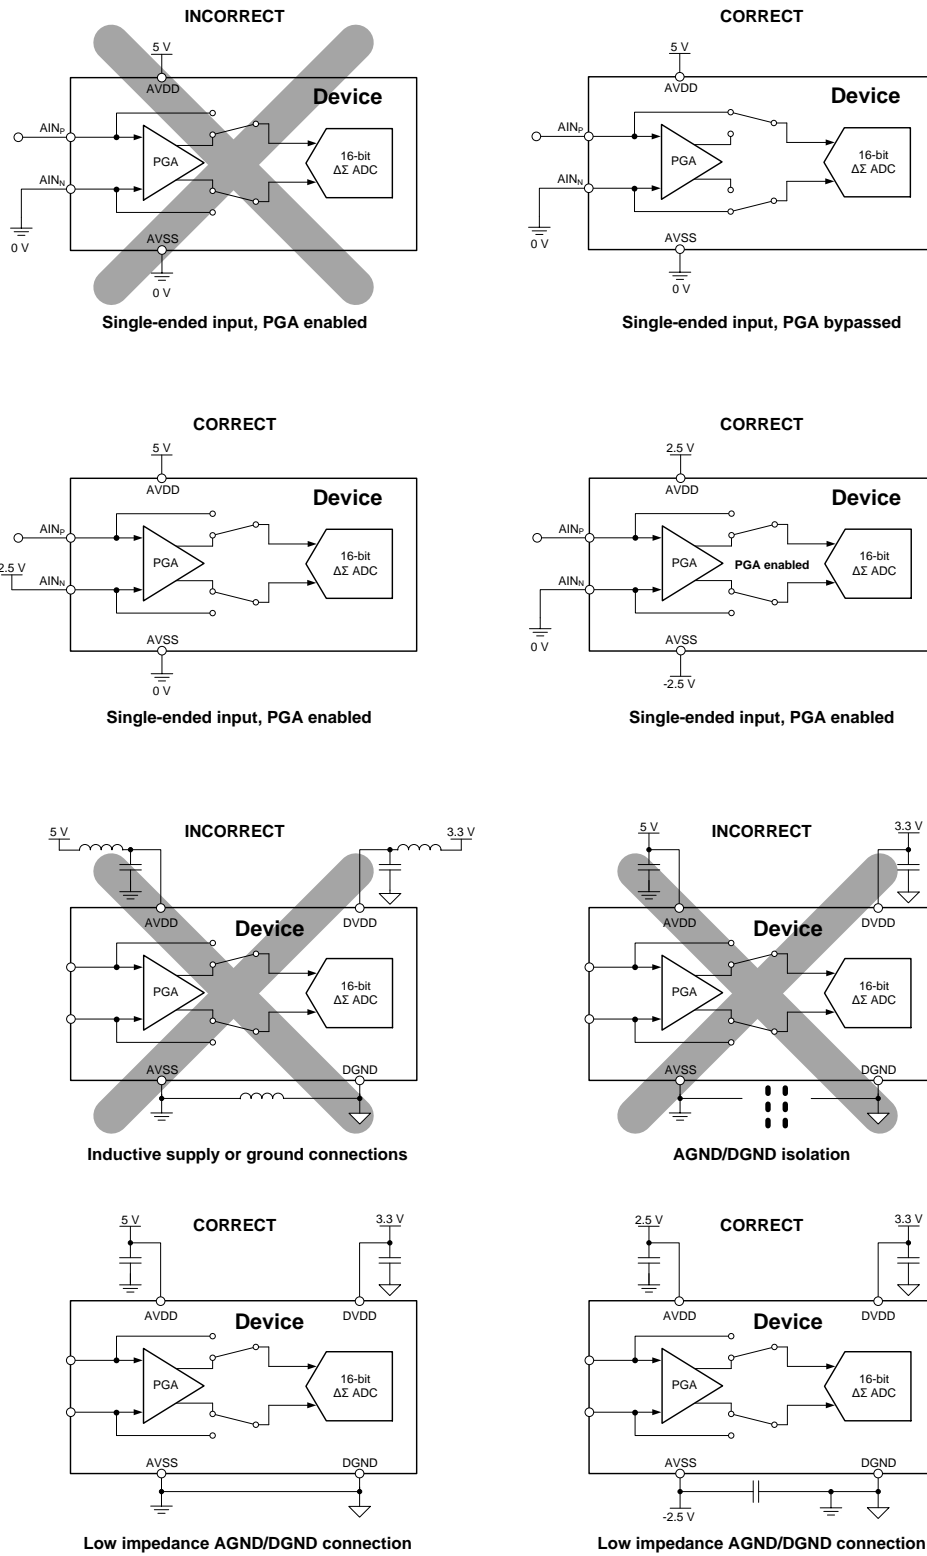 INCORRECT
5 V
AVDD
Device
AINP
PGA
16-bit
ΔΣ ADC
AINN
0 V
AVSS
0 V
Single-ended input, PGA enabled
CORRECT
5 V
AVDD
Device
AINP
PGA
16-bit
ΔΣ ADC
AINN
0 V
AVSS
0 V
Single-ended input, PGA bypassed
CORRECT
5 V
AVDD
Device
AINP
PGA
16-bit
ΔΣ ADC
2.5 V
AINN
AVSS
0 V
Single-ended input, PGA enabled
CORRECT
2.5 V
AVDD
Device
AINP
PGA
PGA enabled
16-bit
ΔΣ ADC
AINN
0 V
AVSS
-2.5 V
Single-ended input, PGA enabled
INCORRECT
5 V
3.3 V
AVDD
Device
DVDD
PGA
16-bit
ΔΣ ADC
AVSS
DGND
Inductive supply or ground connections
INCORRECT
5 V
3.3 V
AVDD
Device
DVDD
PGA
16-bit
ΔΣ ADC
AVSS
DGND
AGND/DGND isolation
CORRECT
5 V
3.3 V
AVDD
Device
DVDD
PGA
16-bit
ΔΣ ADC
AVSS
DGND
Low impedance AGND/DGND connection
CORRECT
2.5 V
3.3 V
AVDD
Device
DVDD
PGA
16-bit
ΔΣ ADC
AVSS
DGND
-2.5 V
Low impedance AGND/DGND connection